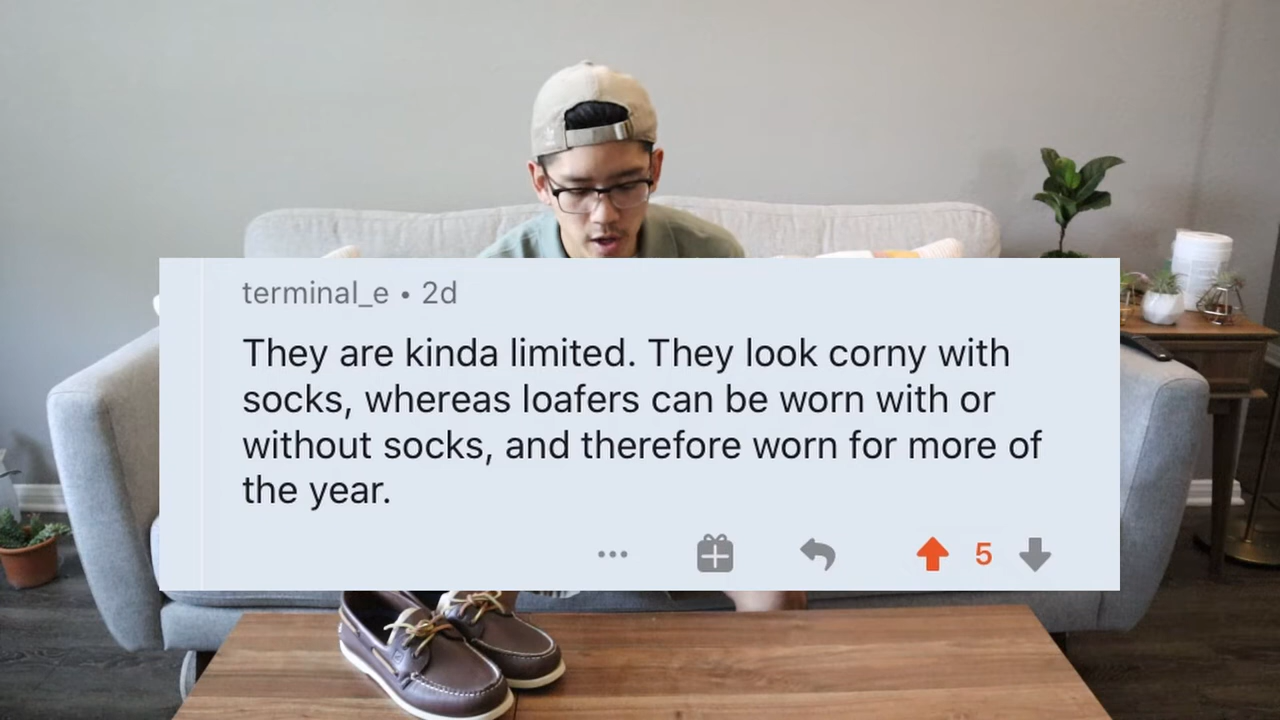 terminal_e • 2d
They are kinda limited. They look corny with
socks, whereas loafers can be worn with or
without socks, and therefore worn for more of
the year.
5